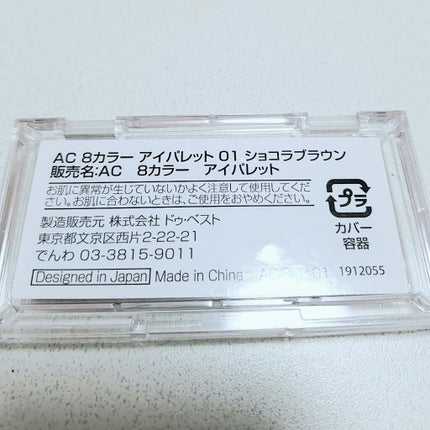 AC 8カラー アイパレット 01 ショコラブラウン
販売名:AC 8カラー アイパレット
お肌に異常が生じていないかよく注意して使用してくだ
さい。お肌に合わないときは、ご使用をおやめください。
製造販売元 株式会社 ドゥ・ベスト
東京都文京区西片2-22-21
でんわ 03-3815-9011
Designed in Japan Made in China 1912055
プラ
カバー
容器